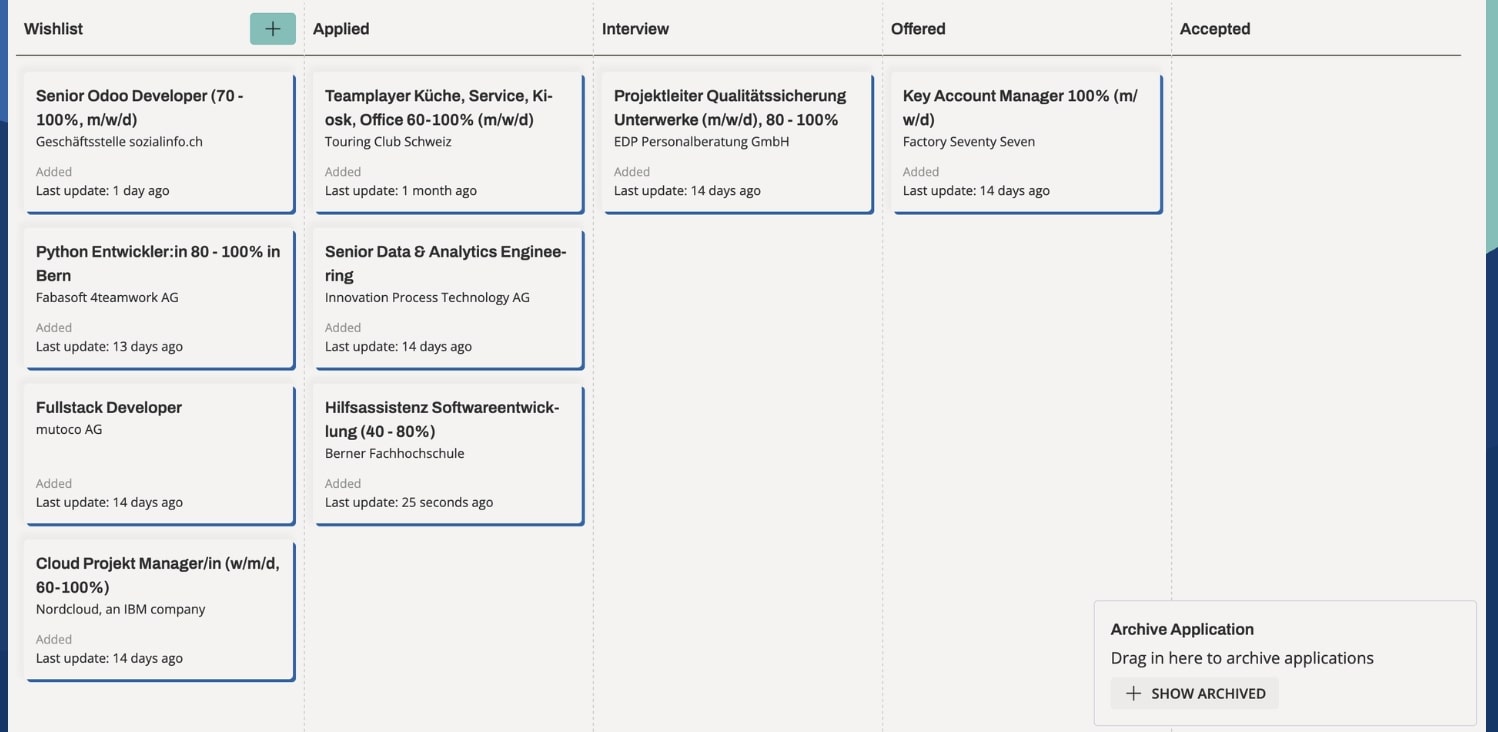 Wishlist
Applied
Interview
Offered
Accepted
Senior Odoo Developer (70 -
100%, m/w/d)
Geschäftsstelle sozialinfo.ch
Added
Last update: 1 day ago
Python Entwickler:in 80 - 100% in
Bern
Fabasoft 4teamwork AG
Added
Last update: 13 days ago
Fullstack Developer
mutoco AG
Added
Last update: 14 days ago
Cloud Projekt Manager/in (w/m/d,
60-100%)
Nordcloud, an IBM company
Added
Last update: 14 days ago
Teamplayer Küche, Service, Ki-
osk, Office 60-100% (m/w/d)
Touring Club Schweiz
Added
Last update: 1 month ago
Senior Data & Analytics Enginee-
ring
Innovation Process Technology AG
Added
Last update: 14 days ago
Hilfsassistenz Softwareentwick-
lung (40 - 80%)
Berner Fachhochschule
Added
Last update: 25 seconds ago
Projektleiter Qualitätssicherung
Unterwerke (m/w/d), 80 - 100%
EDP Personalberatung GmbH
Added
Last update: 14 days ago
Key Account Manager 100% (m/
w/d)
Factory Seventy Seven
Added
Last update: 14 days ago
Archive Application
Drag in here to archive applications
SHOW ARCHIVED